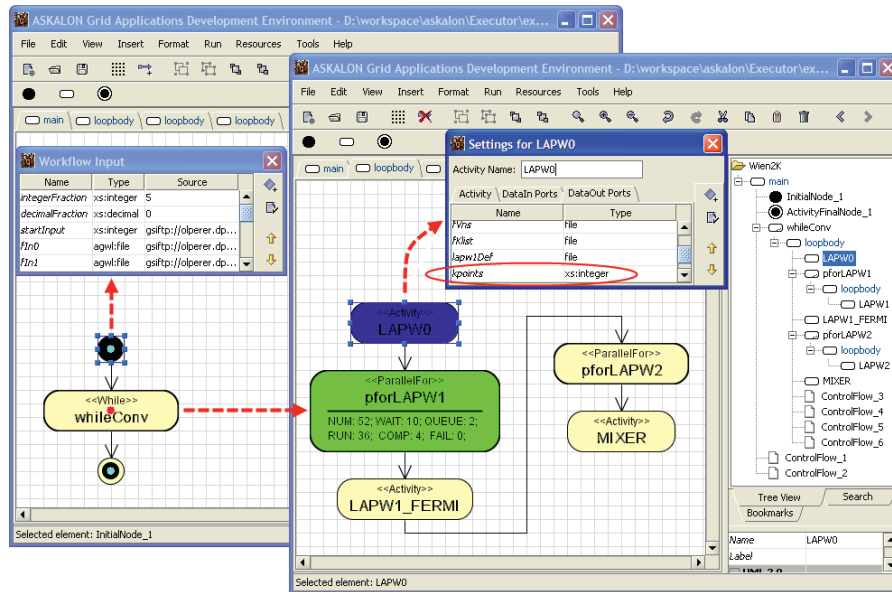 ASKALON Grid Applications Development Environment - D:\workspace\askalon\Executor\ex...
File Edit View Insert Format Run Resources Tools Help
main loopbody loopbody loopbody
Workflow Input
Name Type Source
integerFraction xs:integer 5
decimalFraction xs:decimal 0
startInput xs:integer gsiftp://olperer.dp...
fIn0 agwl:file gsiftp://olperer.dp...
fIn1 agwl:file gsiftp://olperer.dp...
<<While>>
whileConv
Selected element: InitialNode_1
ASKALON Grid Applications Development Environment - D:\workspace\askalon\Executor\ex...
File Edit View Insert Format Run Resources Tools Help
main loopbody
Settings for LAPW0
Activity Name: LAPW0
Activity DataIn Ports DataOut Ports
Name Type
fVns file
fKlist file
lapw1Def file
kpoints xs:integer
<<Activity>>
LAPW0
<<ParallelFor>>
pforLAPW1
NUM: 52; WAIT: 10; QUEUE: 2;
RUN: 36; COMP: 4; FAIL: 0;
<<Activity>>
LAPW1_FERMI
<<ParallelFor>>
pforLAPW2
<<Activity>>
MIXER
Wien2K
main
InitialNode_1
ActivityFinalNode_1
whileConv
loopbody
LAPW0
pforLAPW1
loopbody
LAPW1
LAPW1_FERMI
pforLAPW2
loopbody
LAPW2
MIXER
ControlFlow_3
ControlFlow_4
ControlFlow_5
ControlFlow_6
ControlFlow_1
ControlFlow_2
Tree View Search
Bookmarks
Name LAPW0
Label
UML 2.0
Selected element: LAPW0